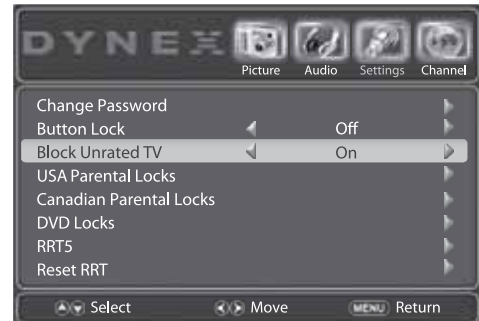 DYNEX
Picture Audio Settings Channel
Change Password
Button Lock Off
Block Unrated TV On
USA Parental Locks
Canadian Parental Locks
DVD Locks
RRT5
Reset RRT
Select Move MENU Return